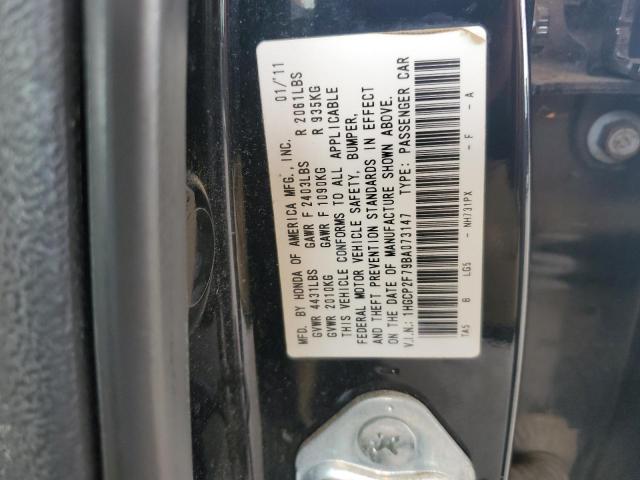 MFD. BY HONDA OF AMERICA MFG., INC. 01/'11
GVWR 4431LBS GAWR F 2403LBS R 2061LBS
GVWR 2010KG GAWR F 1090KG R 935KG
THIS VEHICLE CONFORMS TO ALL APPLICABLE
FEDERAL MOTOR VEHICLE SAFETY, BUMPER,
AND THEFT PREVENTION STANDARDS IN EFFECT
ON THE DATE OF MANUFACTURE SHOWN ABOVE.
V.I.N.: 1HGCP2F79BA073147 TYPE: PASSENGER CAR
TA5 B LG5 - NH731PX - F - A